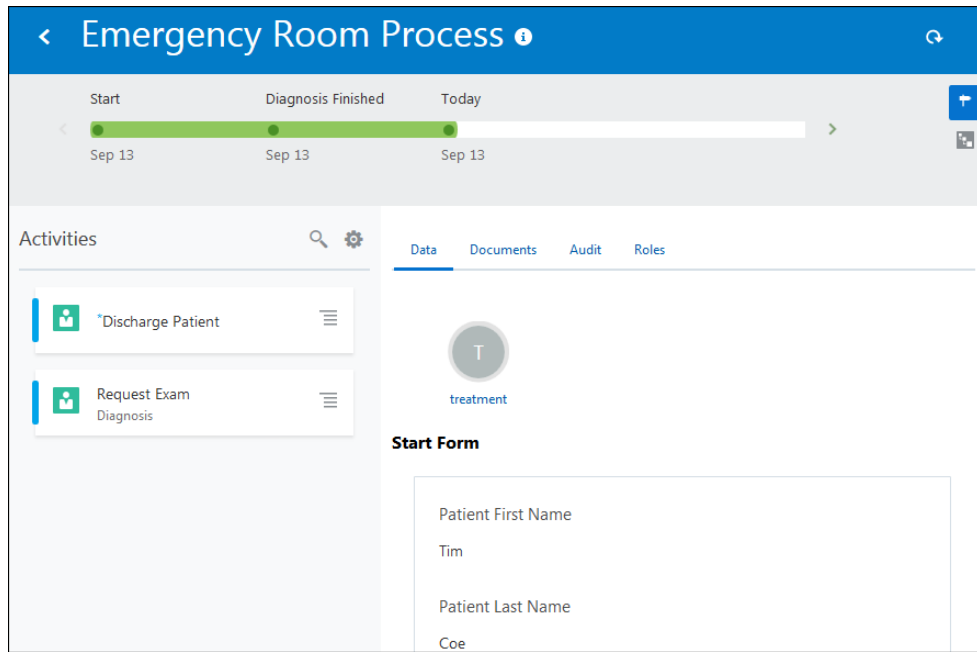 Emergency Room Process
Start Diagnosis Finished Today
Sep 13 Sep 13 Sep 13
Activities
*Discharge Patient
Request Exam
Diagnosis
Data Documents Audit Roles
T
treatment
Start Form
Patient First Name
Tim
Patient Last Name
Coe